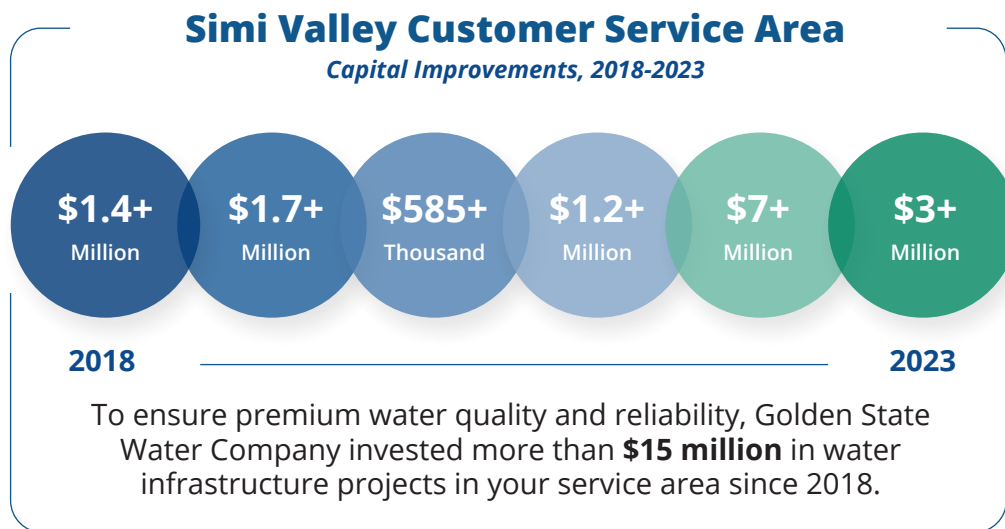 Simi Valley Customer Service Area
Capital Improvements, 2018-2023
$1.4+ $1.7+ $585+ $1.2+ $7+ $3+
Million Million Thousand Million Million Million
2018 2023
To ensure premium water quality and reliability, Golden State
Water Company invested more than $15 million in water
infrastructure projects in your service area since 2018.